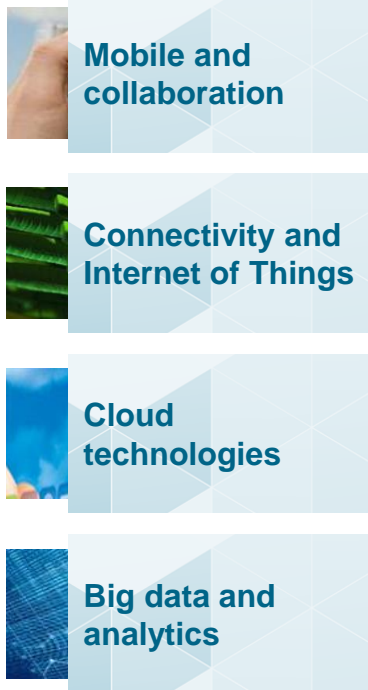 Mobile and
collaboration
Connectivity and
Internet of Things
Cloud
technologies
Big data and
analytics